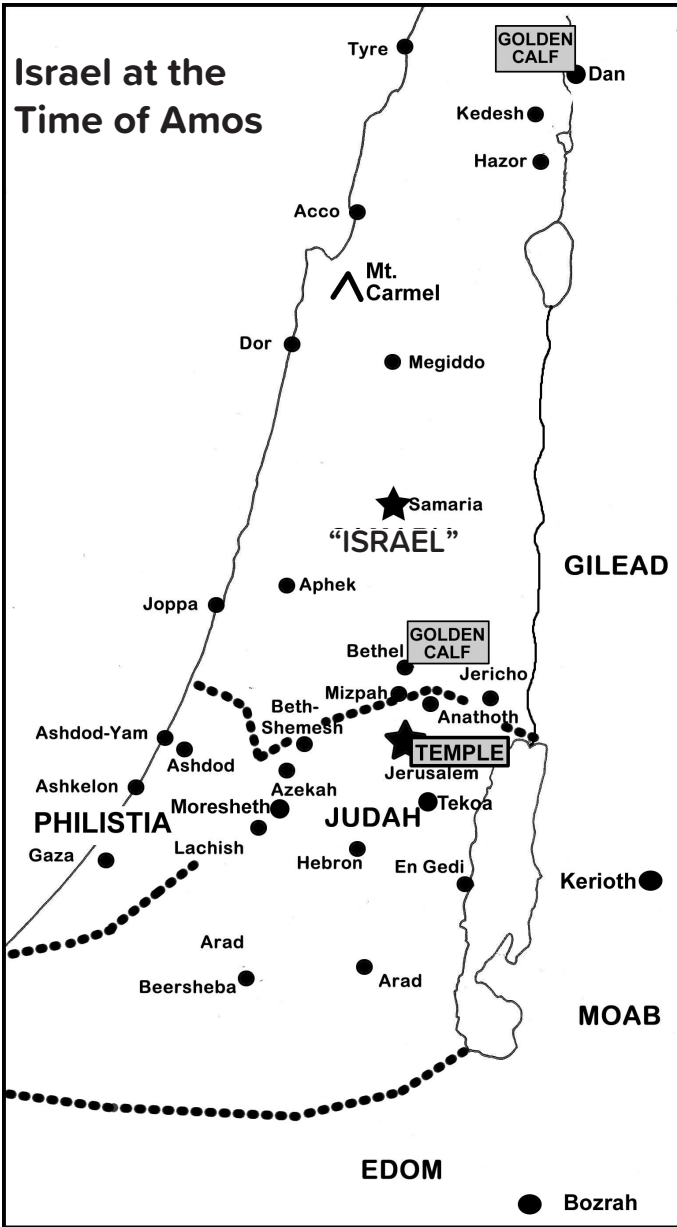 Israel at the
Time of Amos
Tyre
GOLDEN
CALF
Dan
Kedesh
Hazor
Acco
Mt.
Carmel
Dor
Megiddo
Samaria
“ISRAEL”
GILEAD
Aphek
Joppa
GOLDEN
CALF
Bethel
Jericho
Mizpah
Beth-
Shemesh
Anathoth
Ashdod-Yam
Ashdod
TEMPLE
Jerusalem
Ashkelon
Azekah
Moresheth
Tekoa
PHILISTIA
JUDAH
Lachish
Gaza
Hebron
En Gedi
Kerioth
Arad
Beersheba
Arad
MOAB
EDOM
Bozrah